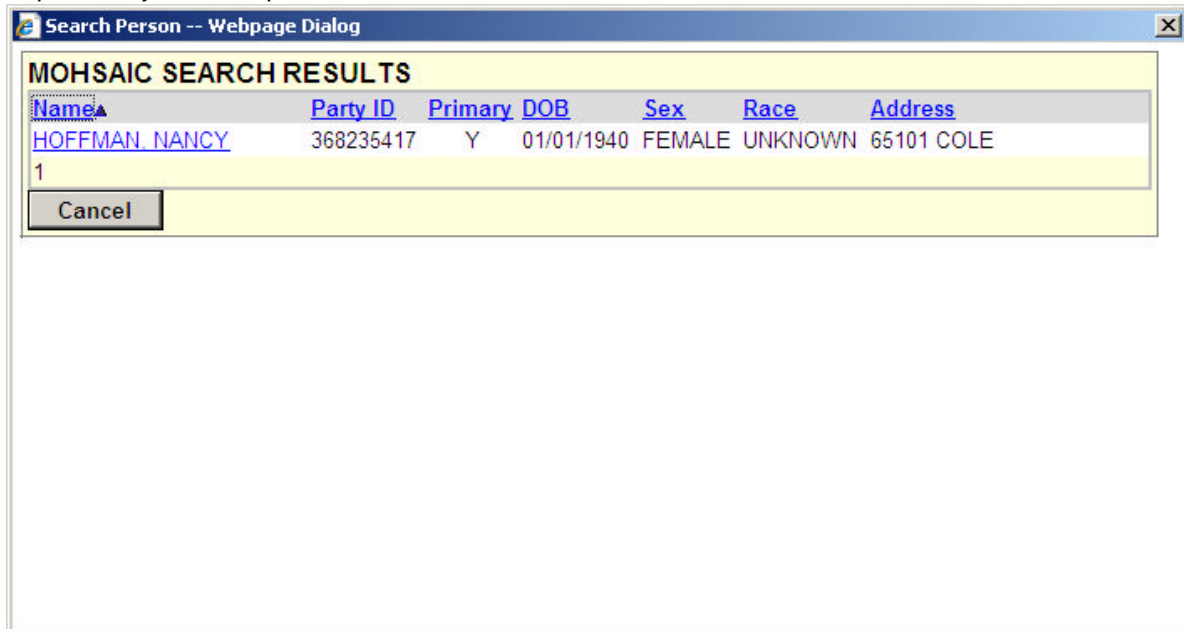 Search Person -- Webpage Dialog
MOHSAIC SEARCH RESULTS
Name Party ID Primary DOB Sex Race Address
HOFFMAN, NANCY 368235417 Y 01/01/1940 FEMALE UNKNOWN 65101 COLE
1
Cancel